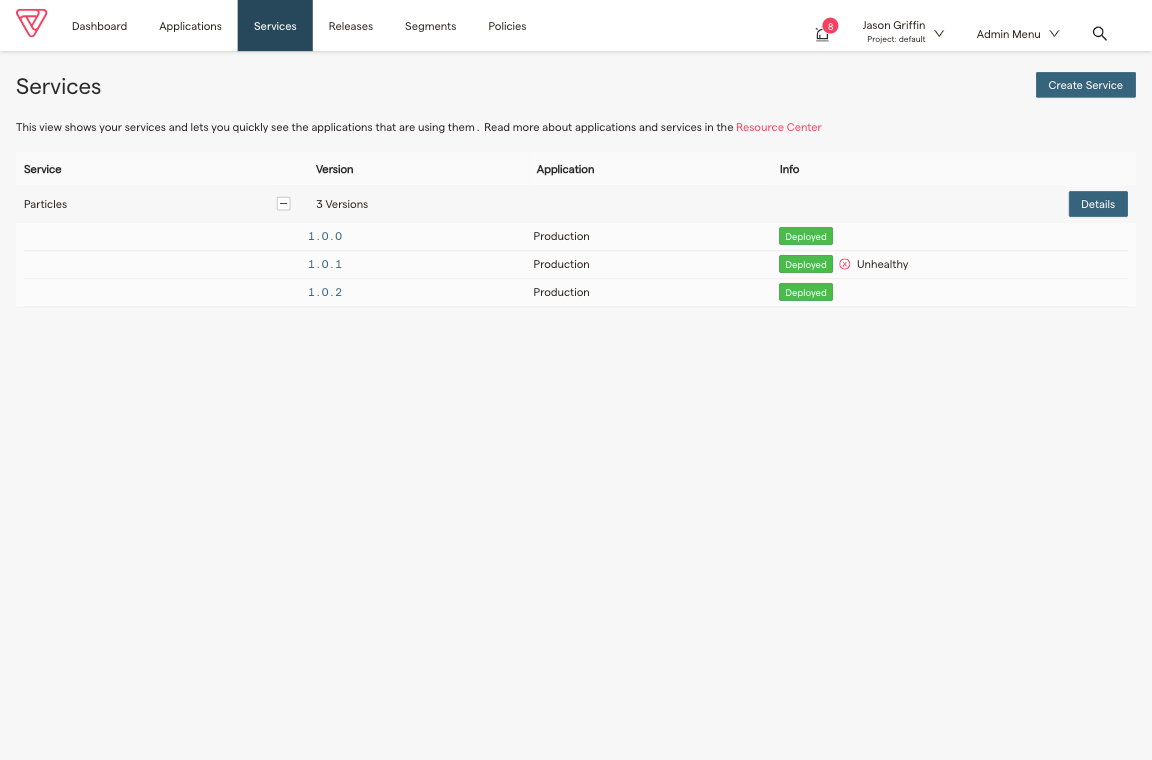 Dashboard Applications Services Releases Segments Policies 8 Jason Griffin Admin Menu
Project: default
Services Create Service
This view shows your services and lets you quickly see the applications that are using them. Read more about applications and services in the Resource Center
Service Version Application Info
Particles 3 Versions Details
1.0.0 Production Deployed
1.0.1 Production Deployed Unhealthy
1.0.2 Production Deployed